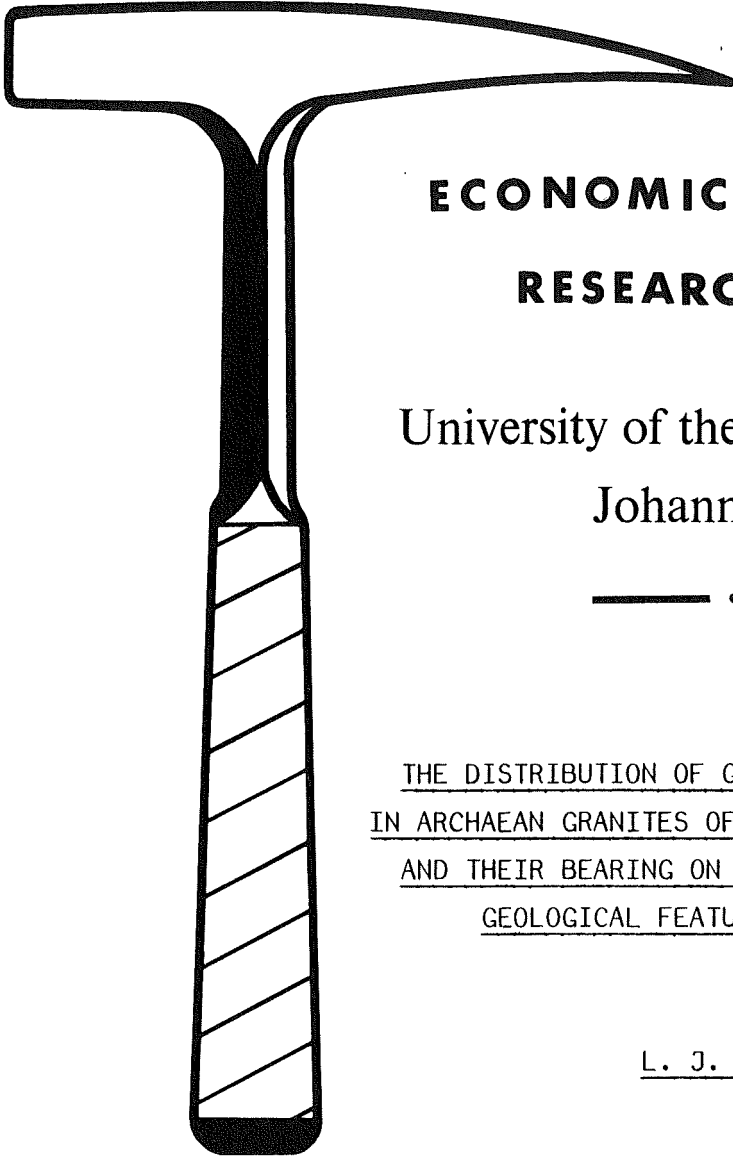 ECONOMIC
RESEARC
University of the
Johann
THE DISTRIBUTION OF G
IN ARCHAEAN GRANITES OF
AND THEIR BEARING ON
GEOLOGICAL FEATU
L. J.